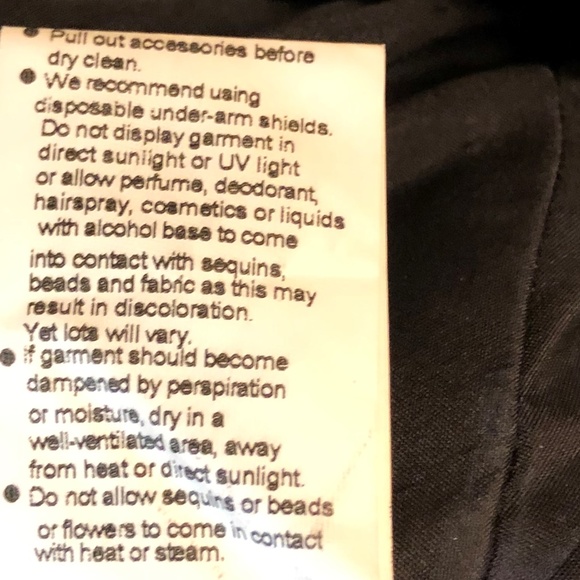 • Pull out accessories before
dry clean.
• We recommend using
disposable under-arm shields.
Do not display garment in
direct sunlight or UV light
or allow perfume, deodorant,
hairspray, cosmetics or liquids
with alcohol base to come
into contact with sequins,
beads and fabric as this may
result in discoloration.
Yet lots will vary.
• if garment should become
dampened by perspiration
or moisture, dry in a
well-ventilated area, away
from heat or direct sunlight.
• Do not allow sequins or beads
or flowers to come in contact
with heat or steam.